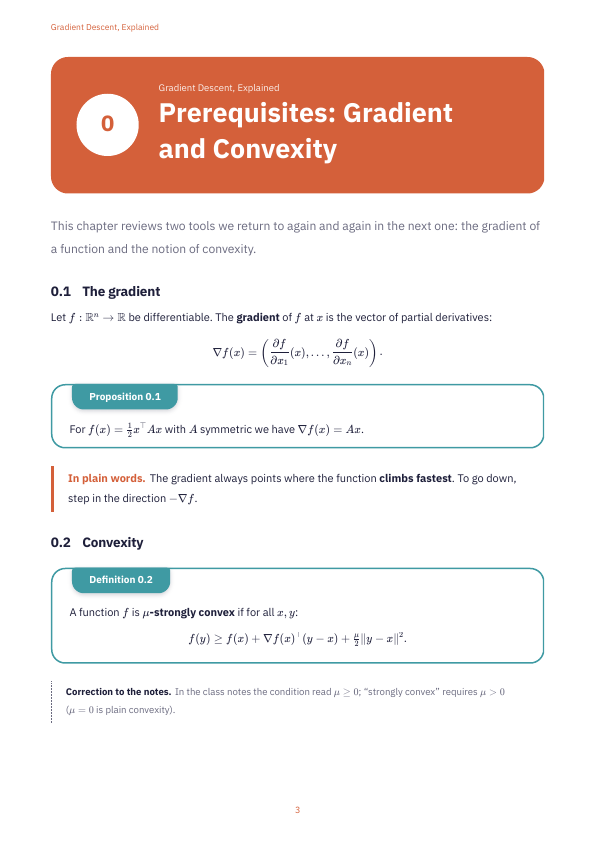 Gradient Descent, Explained
0
Gradient Descent, Explained
Prerequisites: Gradient
and Convexity
This chapter reviews two tools we return to again and again in the next one: the gradient of
a function and the notion of convexity.
0.1 The gradient
Let f : ℝⁿ → ℝ be differentiable. The gradient of f at x is the vector of partial derivatives:
∇f(x) = (∂f/∂x₁(x), . . . , ∂f/∂xₙ(x)).
Proposition 0.1
For f(x) = ½x⊤Ax with A symmetric we have ∇f(x) = Ax.
In plain words. The gradient always points where the function climbs fastest. To go down,
step in the direction −∇f.
0.2 Convexity
Definition 0.2
A function f is μ-strongly convex if for all x, y:
f(y) ≥ f(x) + ∇f(x)⊤(y − x) + μ/2‖y − x‖².
Correction to the notes. In the class notes the condition read μ ≥ 0; “strongly convex” requires μ > 0
(μ = 0 is plain convexity).
3